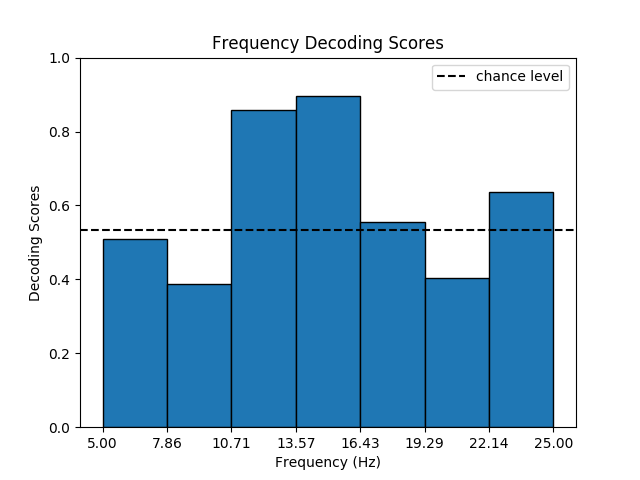 Frequency Decoding Scores
chance level
Decoding Scores
1.0
0.8
0.6
0.4
0.2
0.0
5.00 7.86 10.71 13.57 16.43 19.29 22.14 25.00
Frequency (Hz)